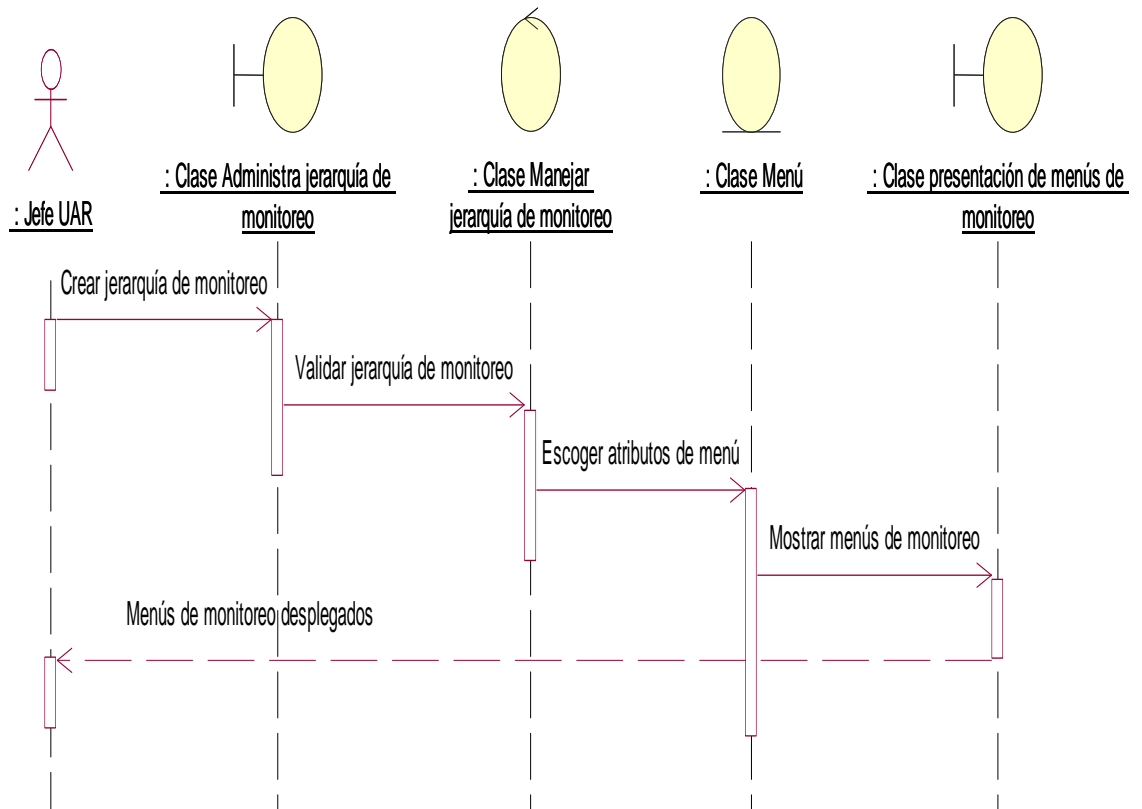 : Jefe UAR
: Clase Administra jerarquía de
monitoreo
: Clase Manejar
jerarquía de monitoreo
: Clase Menú
: Clase presentación de menús de
monitoreo
Crear jerarquía de monitoreo
Validar jerarquía de monitoreo
Escoger atributos de menú
Mostrar menús de monitoreo
Menús de monitoreo desplegados